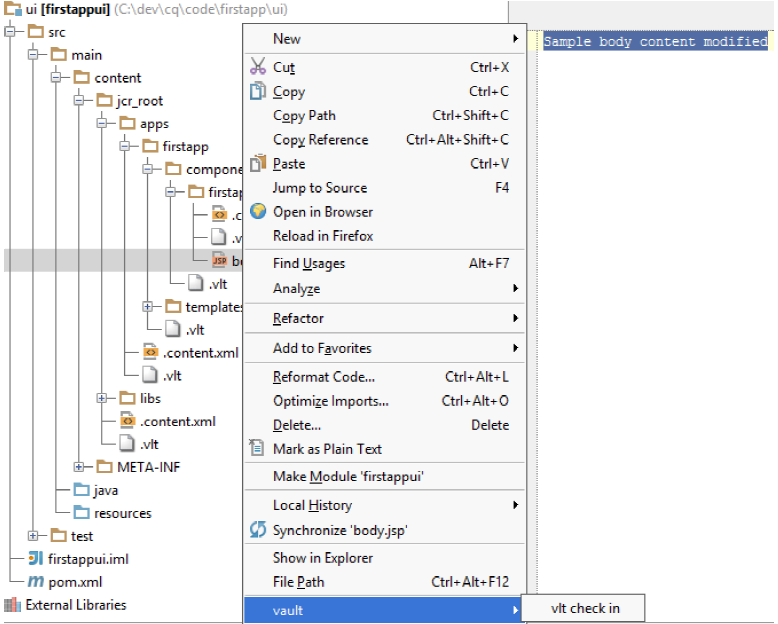 ui [firstappui] (C:\dev\cq\code\firstapp\ui)
src
main
content
jcr_root
apps
firstapp
.vlt
.vlt
.content.xml
.vlt
libs
.content.xml
.vlt
META-INF
java
resources
test
firstappui.iml
pom.xml
External Libraries
New
Cut Ctrl+X
Copy Ctrl+C
Copy Path Ctrl+Shift+C
Copy Reference Ctrl+Alt+Shift+C
Paste Ctrl+V
Jump to Source F4
Open in Browser
Reload in Firefox
Find Usages Alt+F7
Analyze
Refactor
Add to Favorites
Reformat Code... Ctrl+Alt+L
Optimize Imports... Ctrl+Alt+O
Delete... Delete
Mark as Plain Text
Make Module 'firstappui'
Local History
Synchronize 'body.jsp'
Show in Explorer
File Path Ctrl+Alt+F12
vault
vlt check in
Sample body content modified